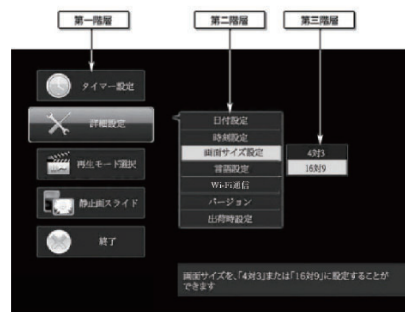 第一階層
第二階層
第三階層
タイマー設定
詳細設定
再生モード選択
静止画スライド
終了
日付設定
時刻設定
画面サイズ設定
言語設定
Wi-Fi通信
バージョン
出荷時設定
4対3
16対9
画面サイズを、「4対3」または「16対9」に設定することが
できます